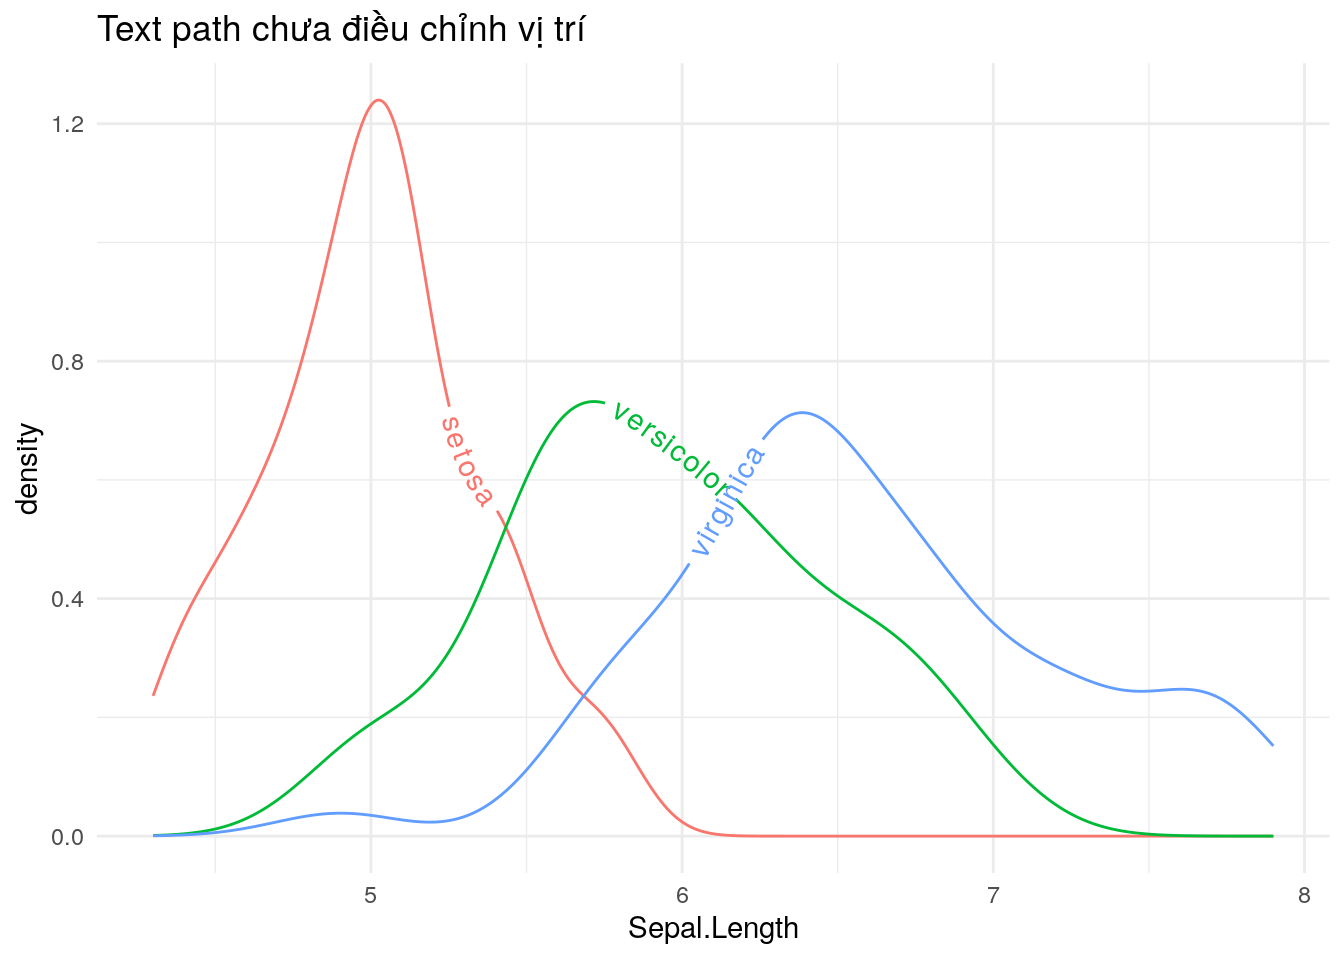 Text path chưa điều chỉnh vị trí
1.2
0.8
0.4
0.0
density
setosa
versicolor
virginica
5
6
7
8
Sepal.Length